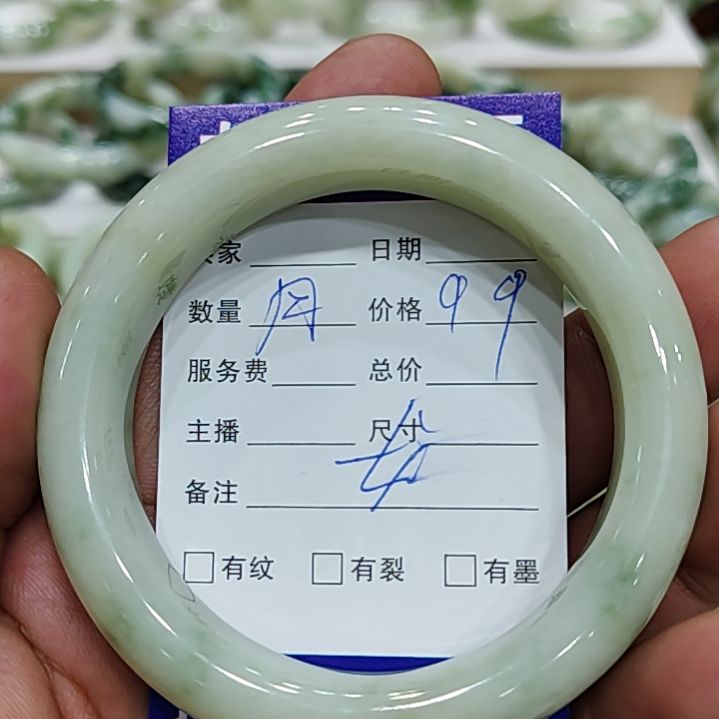 家 日期
数量 价格 99
服务费 总价
主播 尺寸
备注
有纹 有裂 有墨